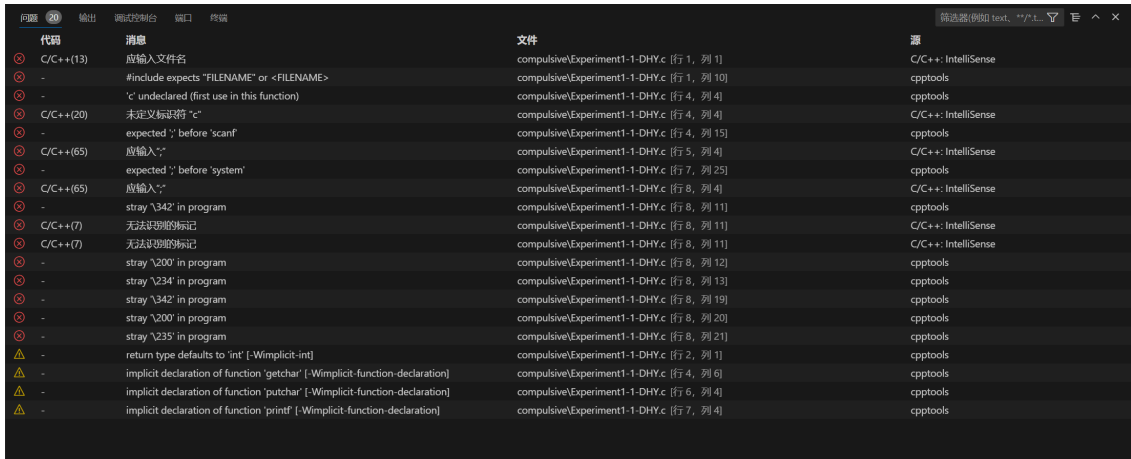 问题 20 输出 调试控制台 端口 终端 筛选器(例如 text、**/*.t...
代码 消息 文件 源
C/C++(13) 应输入文件名 compulsive\Experiment1-1-DHY.c [行 1，列 1] C/C++: IntelliSense
- #include expects "FILENAME" or <FILENAME> compulsive\Experiment1-1-DHY.c [行 1，列 10] cpptools
- 'c' undeclared (first use in this function) compulsive\Experiment1-1-DHY.c [行 4，列 4] cpptools
C/C++(20) 未定义标识符 "c" compulsive\Experiment1-1-DHY.c [行 4，列 4] C/C++: IntelliSense
- expected ';' before 'scanf' compulsive\Experiment1-1-DHY.c [行 4，列 15] cpptools
C/C++(65) 应输入";" compulsive\Experiment1-1-DHY.c [行 5，列 4] C/C++: IntelliSense
- expected ';' before 'system' compulsive\Experiment1-1-DHY.c [行 7，列 25] cpptools
C/C++(65) 应输入";" compulsive\Experiment1-1-DHY.c [行 8，列 4] C/C++: IntelliSense
- stray '\342' in program compulsive\Experiment1-1-DHY.c [行 8，列 11] cpptools
C/C++(7) 无法识别的标记 compulsive\Experiment1-1-DHY.c [行 8，列 11] C/C++: IntelliSense
C/C++(7) 无法识别的标记 compulsive\Experiment1-1-DHY.c [行 8，列 11] C/C++: IntelliSense
- stray '\200' in program compulsive\Experiment1-1-DHY.c [行 8，列 12] cpptools
- stray '\234' in program compulsive\Experiment1-1-DHY.c [行 8，列 13] cpptools
- stray '\342' in program compulsive\Experiment1-1-DHY.c [行 8，列 19] cpptools
- stray '\200' in program compulsive\Experiment1-1-DHY.c [行 8，列 20] cpptools
- stray '\235' in program compulsive\Experiment1-1-DHY.c [行 8，列 21] cpptools
- return type defaults to 'int' [-Wimplicit-int] compulsive\Experiment1-1-DHY.c [行 2，列 1] cpptools
- implicit declaration of function 'getchar' [-Wimplicit-function-declaration] compulsive\Experiment1-1-DHY.c [行 4，列 6] cpptools
- implicit declaration of function 'putchar' [-Wimplicit-function-declaration] compulsive\Experiment1-1-DHY.c [行 6，列 4] cpptools
- implicit declaration of function 'printf' [-Wimplicit-function-declaration] compulsive\Experiment1-1-DHY.c [行 7，列 4] cpptools